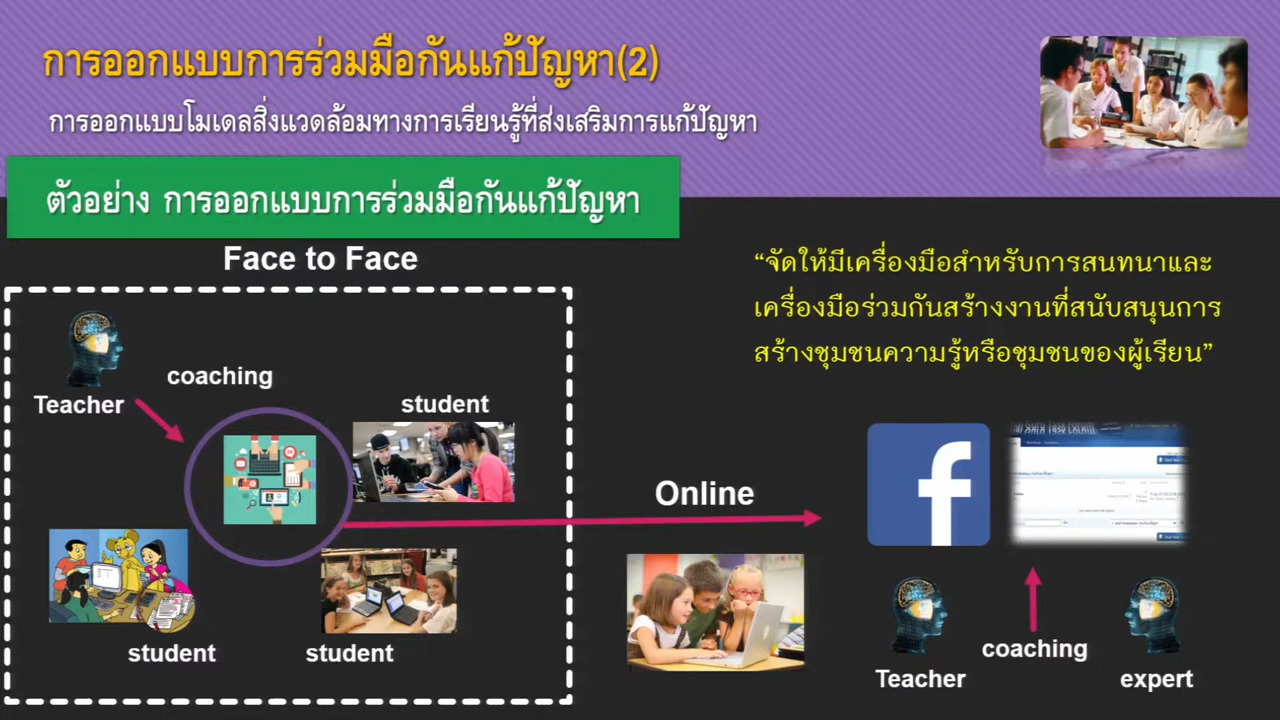 การออกแบบการร่วมมือกันแก้ปัญหา(2)
การออกแบบโมเดลสิ่งแวดล้อมทางการเรียนรู้ที่ส่งเสริมการแก้ปัญหา
ตัวอย่าง การออกแบบการร่วมมือกันแก้ปัญหา
Face to Face
“จัดให้มีเครื่องมือสำหรับการสนทนาและ
เครื่องมือร่วมกันสร้างงานที่สนับสนุนการ
สร้างชุมชนความรู้หรือชุมชนของผู้เรียน”
coaching
Teacher
student
Online
f
student
student
coaching
Teacher
expert